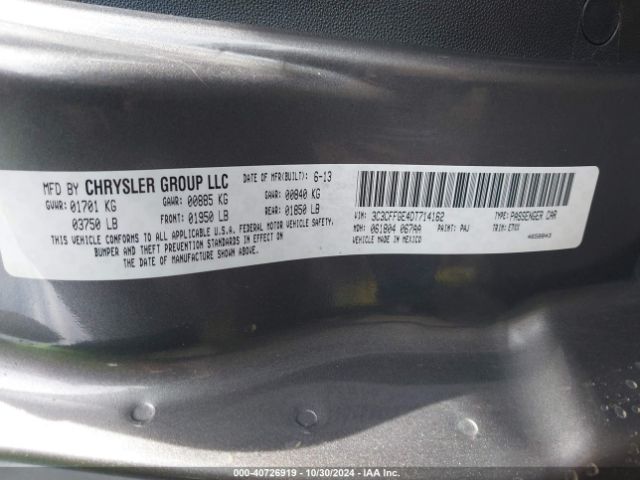 MFD BY CHRYSLER GROUP LLC
DATE OF MFR(BUILT): 6-13
GVWR: 01701 KG GAWR: 00885 KG GAWR: 00840 KG
03750 LB FRONT: 01950 LB REAR: 01850 LB
THIS VEHICLE CONFORMS TO ALL APPLICABLE U.S.A. FEDERAL MOTOR VEHICLE SAFETY,
BUMPER AND THEFT PREVENTION STANDARDS IN EFFECT ON
THE DATE OF MANUFACTURE SHOWN ABOVE.
VIN: 3C3CFFGE4DT714162 TYPE: PASSENGER CAR
MDH: 061804 067AA PAINT: PAJ TRIM: ETXX
VEHICLE MADE IN MEXICO
000-40726919 • 10/30/2024 • IAA Inc.